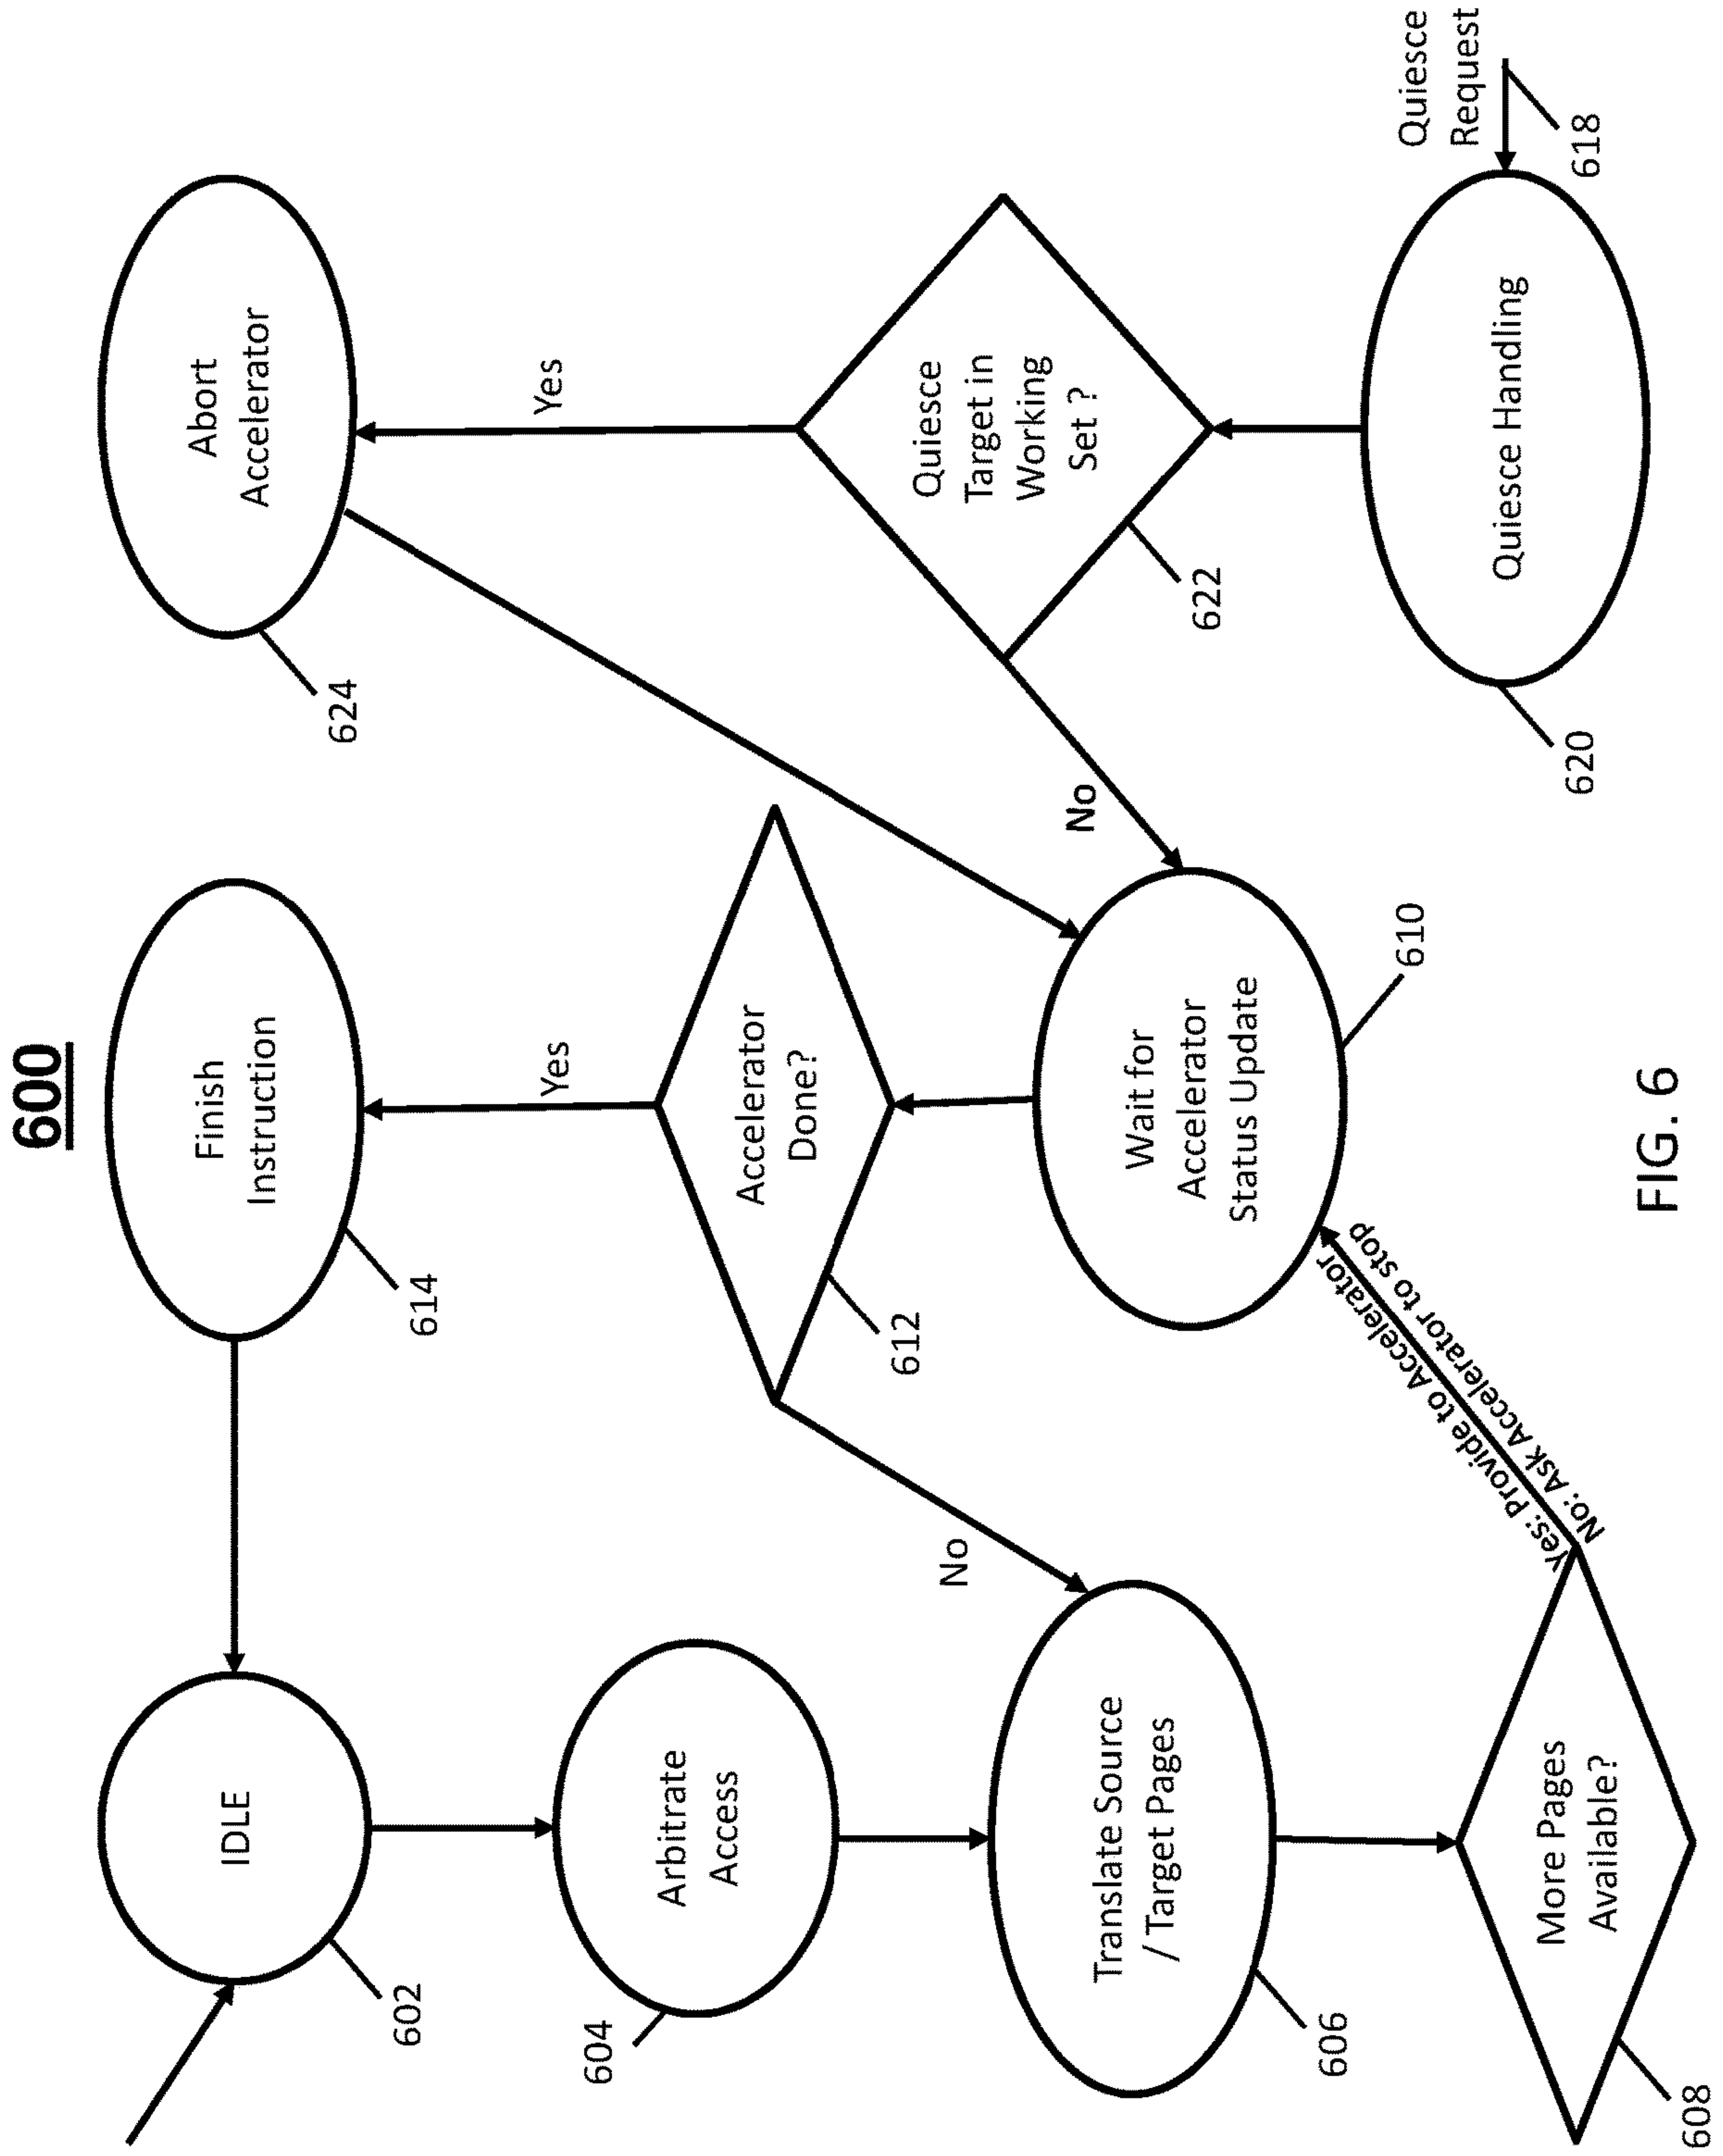 600
IDLE
602
Finish
Instruction
614
Abort
Accelerator
624
Arbitrate
Access
604
Yes
Accelerator
Done?
612
No
Yes
Quiesce
Target in
Working
Set ?
622
No
Translate Source
/ Target Pages
606
Wait for
Accelerator
Status Update
610
Yes: Provide to Accelerator
No: Ask Acccelerator to stop
More Pages
Available?
608
Quiesce
Request
618
Quiesce Handling
620
FIG. 6